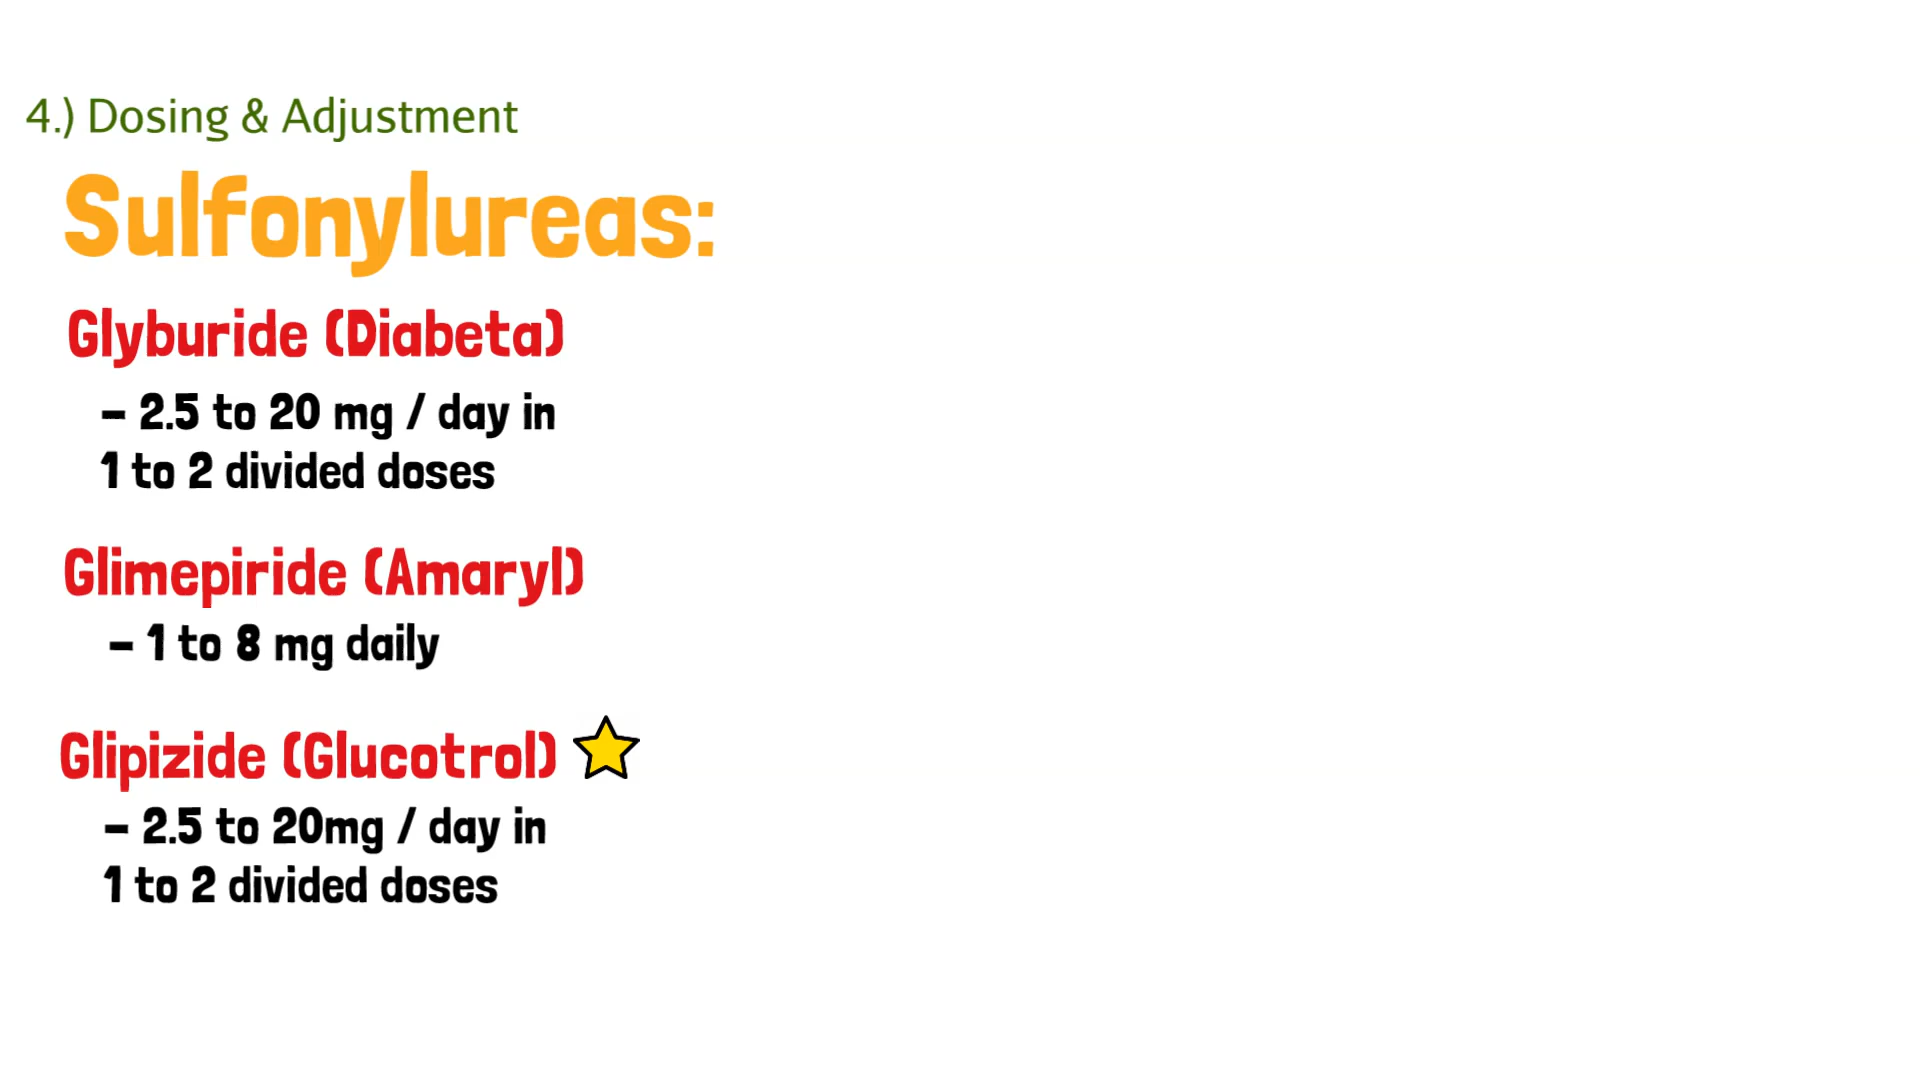 4.) Dosing & Adjustment
Sulfonylureas:
Glyburide (Diabeta)
- 2.5 to 20 mg / day in
1 to 2 divided doses
Glimepiride (Amaryl)
- 1 to 8 mg daily
Glipizide (Glucotrol)
- 2.5 to 20mg / day in
1 to 2 divided doses